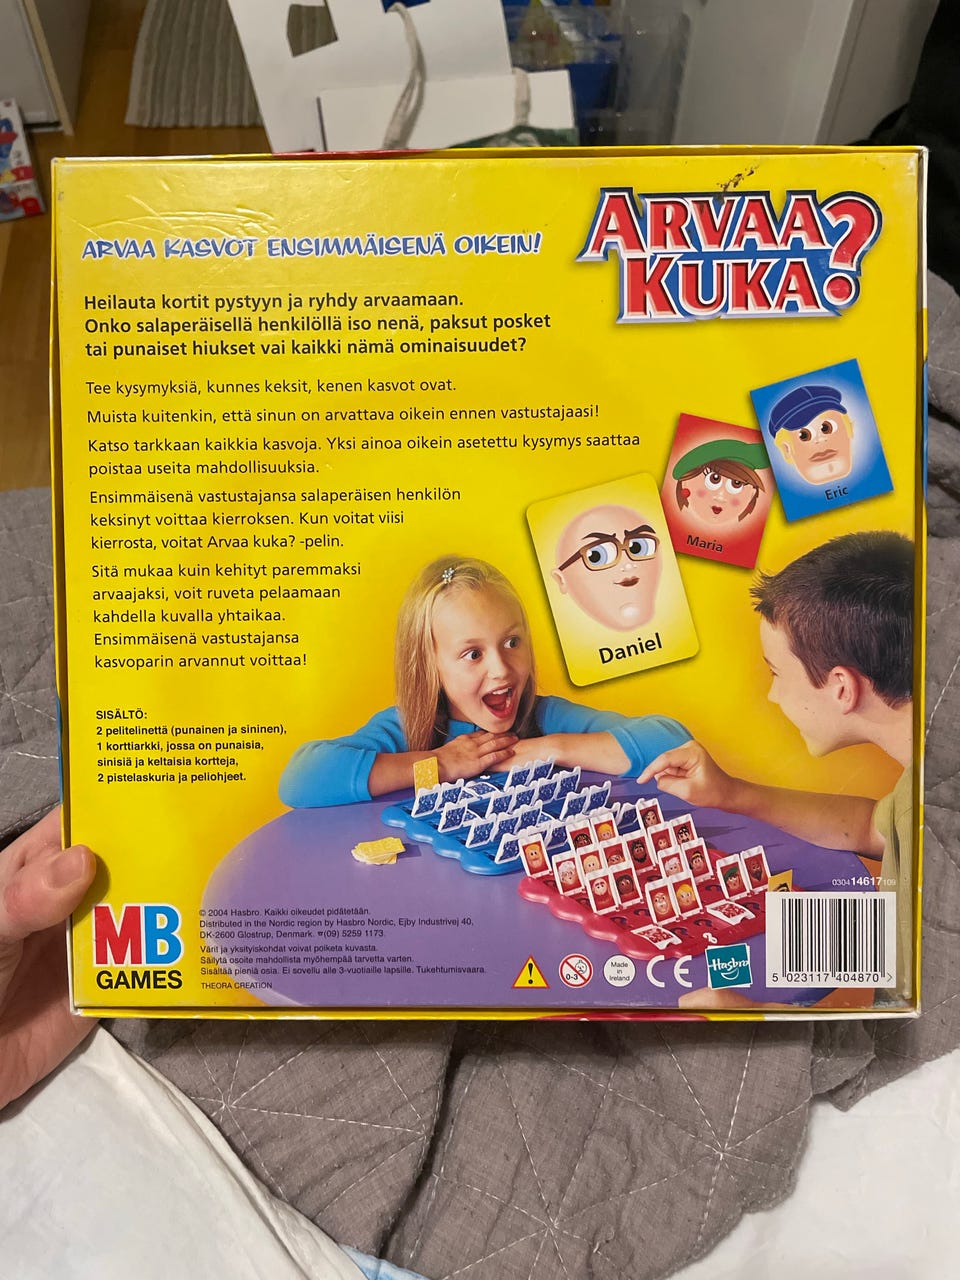 ARVAA KUKA?
ARVAA KASVOT ENSIMMÄISENÄ OIKEIN!
Heilauta kortit pystyyn ja ryhdy arvaamaan.
Onko salaperäisellä henkilöllä iso nenä, paksut posket
tai punaiset hiukset vai kaikki nämä ominaisuudet?
Tee kysymyksiä, kunnes keksit, kenen kasvot ovat.
Muista kuitenkin, että sinun on arvattava oikein ennen vastustajaasi!
Katso tarkkaan kaikkia kasvoja. Yksi ainoa oikein asetettu kysymys saattaa
poistaa useita mahdollisuuksia.
Ensimmäisenä vastustajansa salaperäisen henkilön
keksinyt voittaa kierroksen. Kun voitat viisi
kierrosta, voitat Arvaa kuka? -pelin.
Sitä mukaa kuin kehityt paremmaksi
arvaajaksi, voit ruveta pelaamaan
kahdella kuvalla yhtaikaa.
Ensimmäisenä vastustajansa
kasvoparin arvannut voittaa!
Eric
Maria
Daniel
SISÄLTÖ:
2 pelitelinettä (punainen ja sininen),
1 korttiarkki, jossa on punaisia,
sinisiä ja keltaisia kortteja,
2 pistelaskuria ja peliohjeet.
MB
GAMES
© 2004 Hasbro. Kaikki oikeudet pidätetään.
Distributed in the Nordic region by Hasbro Nordic, Ejby Industrivej 40,
DK-2600 Glostrup, Denmark. ☎(09) 5259 1173.
Värit ja yksityiskohdat voivat poiketa kuvasta.
Säilytä osoite mahdollista myöhempää tarvetta varten.
Sisältää pieniä osia. Ei sovellu alle 3-vuotiaille lapsille. Tukehtumisvaara.
THEORA CREATION
0-3
Made in Ireland
CE
Hasbro
030414617109
5 023117 404870 >